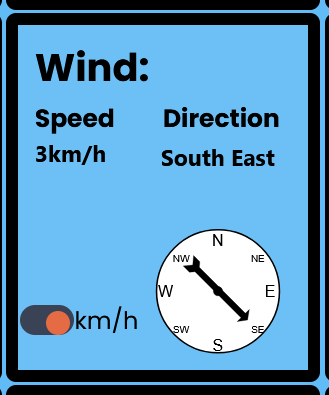 Wind:
Speed Direction
3km/h South East
N
NW NE
W E
SW SE
S
km/h